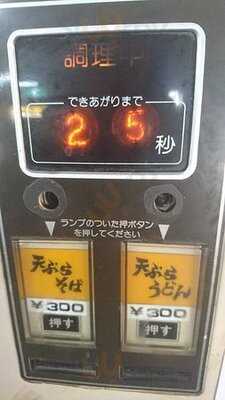 調理中
できあがりまで
25 秒
ランプのついた押ボタン
を押してください
天ぷら
そば
￥300
押す
天ぷら
うどん
￥300
押す